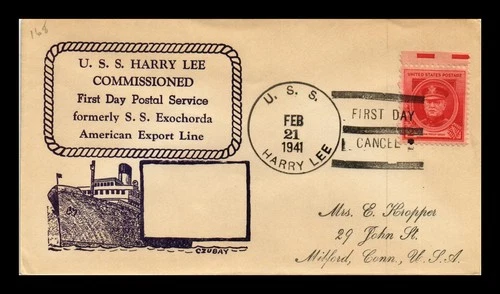 168
U. S. S. HARRY LEE
COMMISSIONED
First Day Postal Service
formerly S. S. Exochorda
American Export Line
CZUBAY
U. S. S.
FEB
21
1941
HARRY LEE
FIRST DAY
CANCEL
UNITED STATES POSTAGE
Mrs. E. Kropper
29 John St.
Milford, Conn., U. S. A.